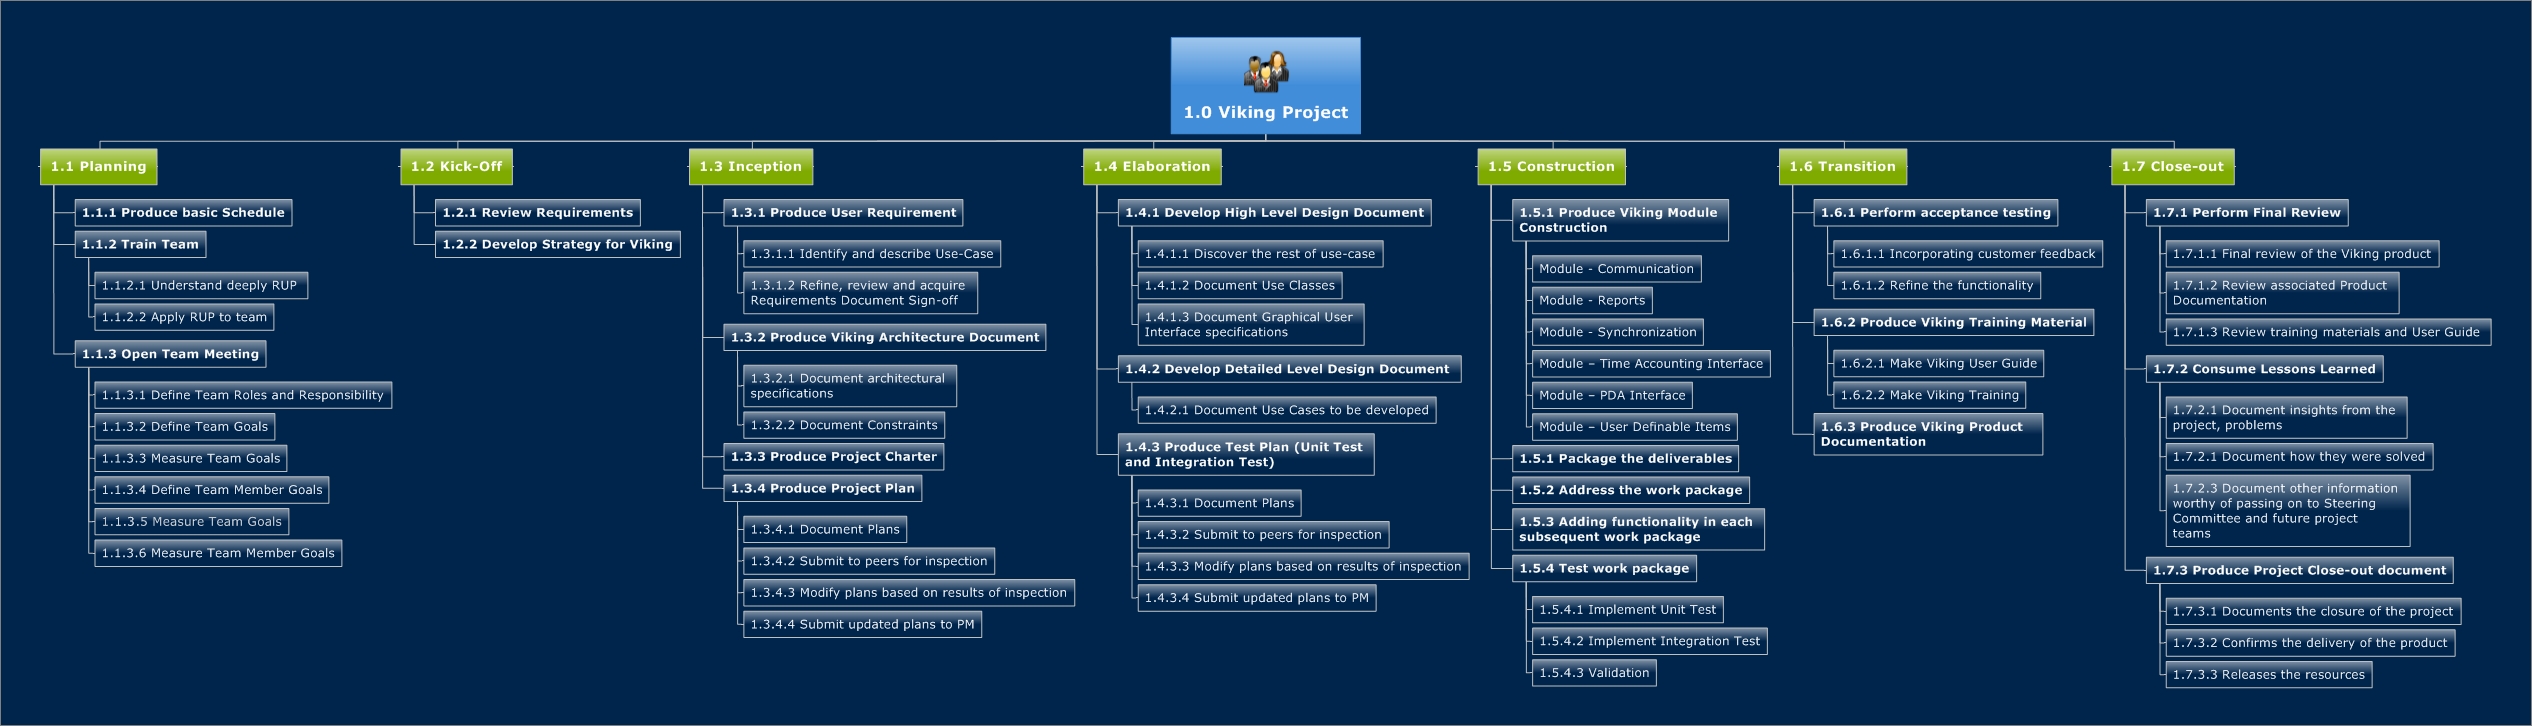 1.0 Viking Project
1.1 Planning
1.1.1 Produce basic Schedule
1.1.2 Train Team
1.1.2.1 Understand deeply RUP
1.1.2.2 Apply RUP to team
1.1.3 Open Team Meeting
1.1.3.1 Define Team Roles and Responsibility
1.1.3.2 Define Team Goals
1.1.3.3 Measure Team Goals
1.1.3.4 Define Team Member Goals
1.1.3.5 Measure Team Goals
1.1.3.6 Measure Team Member Goals
1.2 Kick-Off
1.2.1 Review Requirements
1.2.2 Develop Strategy for Viking
1.3 Inception
1.3.1 Produce User Requirement
1.3.1.1 Identify and describe Use-Case
1.3.1.2 Refine, review and acquire
Requirements Document Sign-off
1.3.2 Produce Viking Architecture Document
1.3.2.1 Document architectural
specifications
1.3.2.2 Document Constraints
1.3.3 Produce Project Charter
1.3.4 Produce Project Plan
1.3.4.1 Document Plans
1.3.4.2 Submit to peers for inspection
1.3.4.3 Modify plans based on results of inspection
1.3.4.4 Submit updated plans to PM
1.4 Elaboration
1.4.1 Develop High Level Design Document
1.4.1.1 Discover the rest of use-case
1.4.1.2 Document Use Classes
1.4.1.3 Document Graphical User
Interface specifications
1.4.2 Develop Detailed Level Design Document
1.4.2.1 Document Use Cases to be developed
1.4.3 Produce Test Plan (Unit Test
and Integration Test)
1.4.3.1 Document Plans
1.4.3.2 Submit to peers for inspection
1.4.3.3 Modify plans based on results of inspection
1.4.3.4 Submit updated plans to PM
1.5 Construction
1.5.1 Produce Viking Module
Construction
Module - Communication
Module - Reports
Module - Synchronization
Module – Time Accounting Interface
Module – PDA Interface
Module – User Definable Items
1.5.1 Package the deliverables
1.5.2 Address the work package
1.5.3 Adding functionality in each
subsequent work package
1.5.4 Test work package
1.5.4.1 Implement Unit Test
1.5.4.2 Implement Integration Test
1.5.4.3 Validation
1.6 Transition
1.6.1 Perform acceptance testing
1.6.1.1 Incorporating customer feedback
1.6.1.2 Refine the functionality
1.6.2 Produce Viking Training Material
1.6.2.1 Make Viking User Guide
1.6.2.2 Make Viking Training
1.6.3 Produce Viking Product
Documentation
1.7 Close-out
1.7.1 Perform Final Review
1.7.1.1 Final review of the Viking product
1.7.1.2 Review associated Product
Documentation
1.7.1.3 Review training materials and User Guide
1.7.2 Consume Lessons Learned
1.7.2.1 Document insights from the
project, problems
1.7.2.1 Document how they were solved
1.7.2.3 Document other information
worthy of passing on to Steering
Committee and future project
teams
1.7.3 Produce Project Close-out document
1.7.3.1 Documents the closure of the project
1.7.3.2 Confirms the delivery of the product
1.7.3.3 Releases the resources